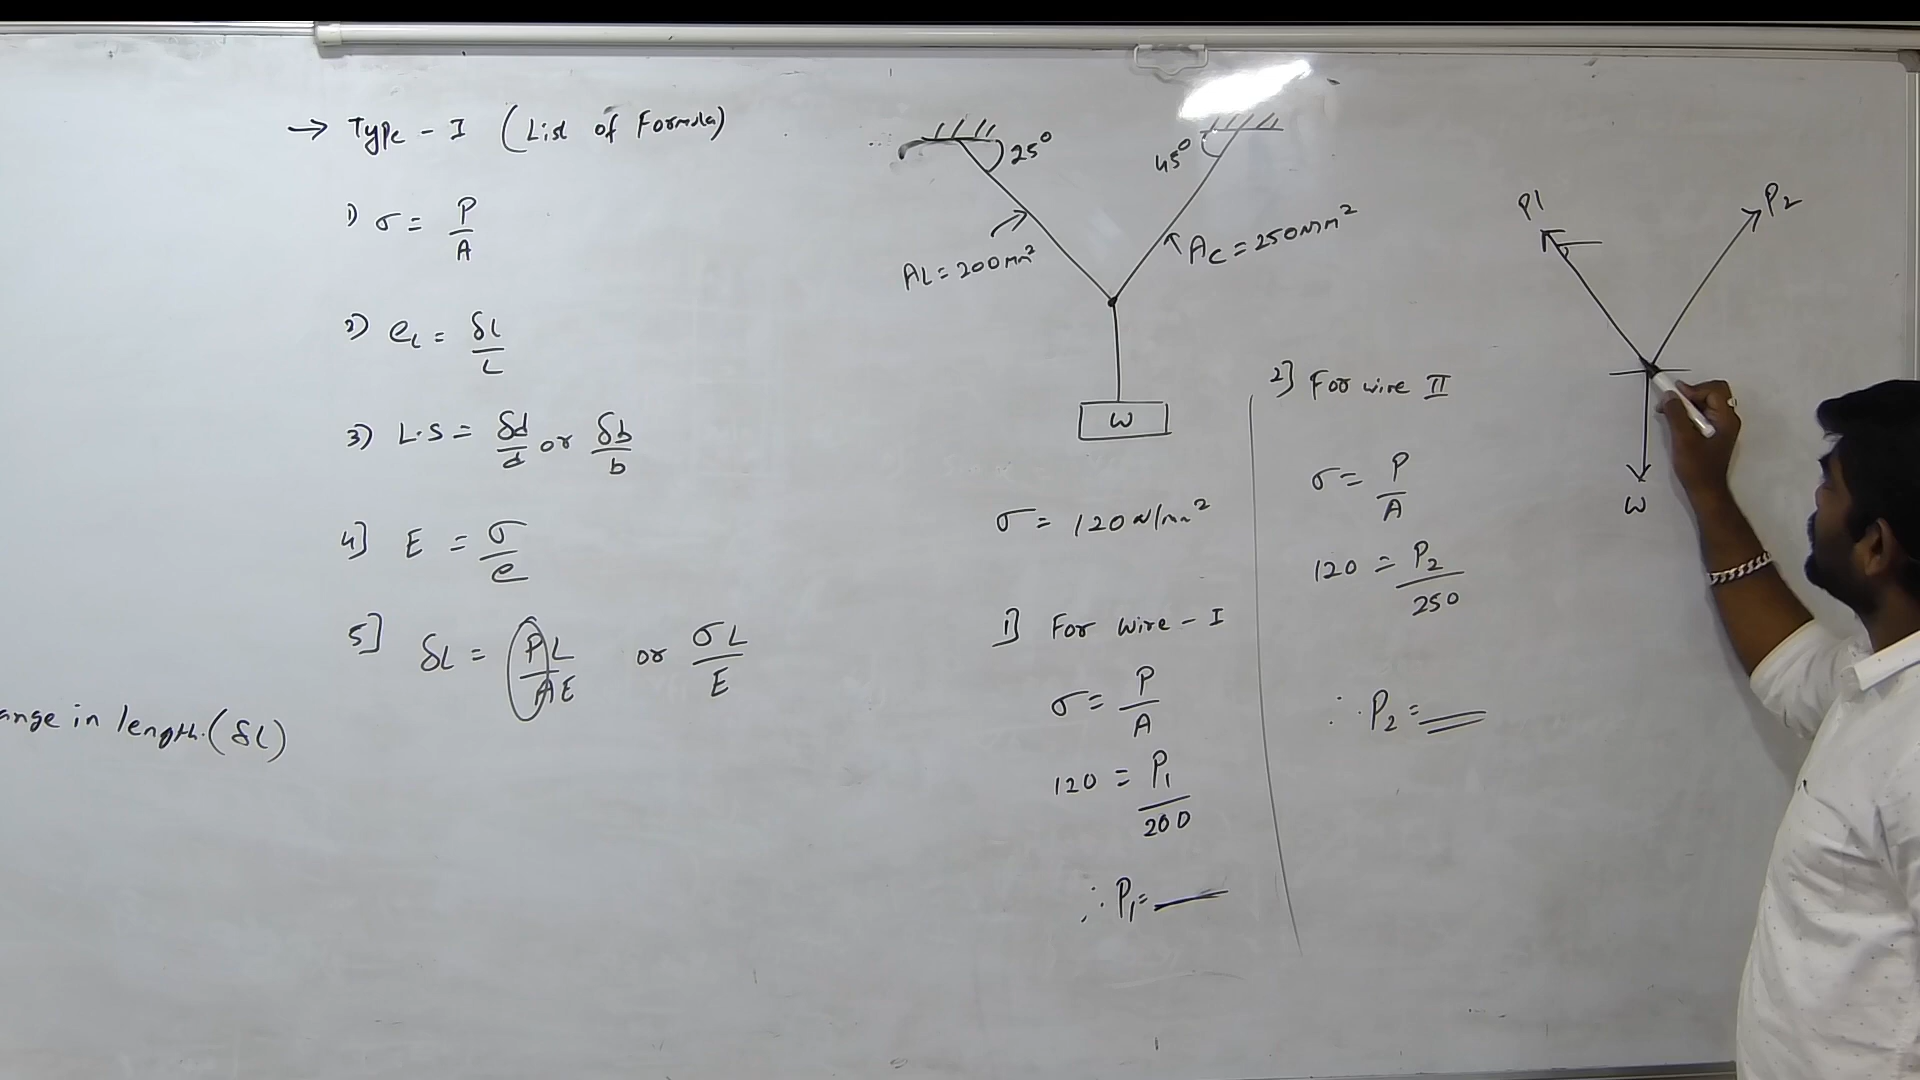 → Type - I (List of Formula)
1) σ = P/A
2) e_L = δL/L
3) L.S = δd/d or δb/b
4] E = σ/e
5] δL = PL/AE or σL/E
ange in length.(δL)
25°
45°
AL = 200mm²
AC = 250mm²
W
σ = 120 N/mm²
1] For wire - I
σ = P/A
120 = P₁/200
∴ P₁ =
2] For wire II
σ = P/A
120 = P₂/250
∴ P₂ =
P1
P₂
W